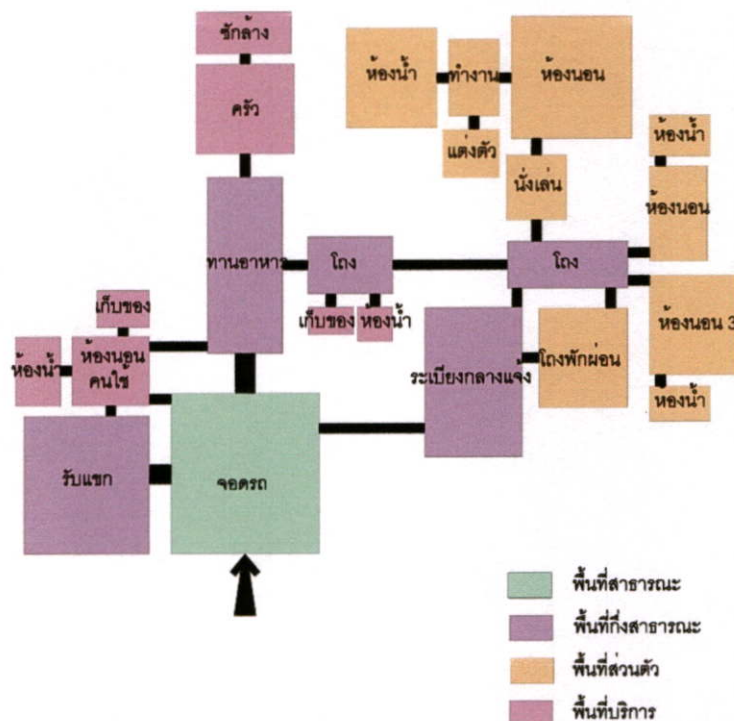 ซักล้าง
ครัว
ห้องน้ำ
ทำงาน
ห้องนอน
แต่งตัว
นั่งเล่น
ห้องน้ำ
ห้องนอน
ทานอาหาร
โถง
โถง
เก็บของ
ห้องน้ำ
เก็บของ
ห้องน้ำ
ห้องนอน
คนใช้
ระเบียงกลางแจ้ง
โถงพักผ่อน
ห้องนอน 3
ห้องน้ำ
รับแขก
จอดรถ
พื้นที่สาธารณะ
พื้นที่กึ่งสาธารณะ
พื้นที่ส่วนตัว
พื้นที่บริการ